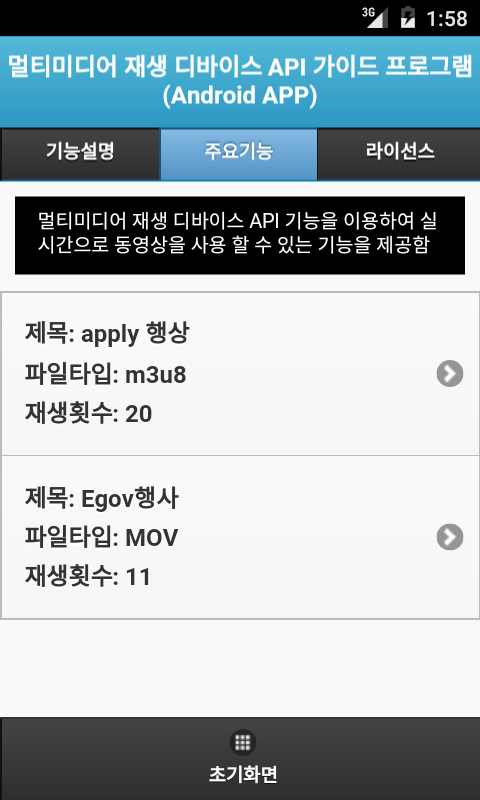 3G 1:58
멀티미디어 재생 디바이스 API 가이드 프로그램
(Android APP)
기능설명 주요기능 라이선스
멀티미디어 재생 디바이스 API 기능을 이용하여 실
시간으로 동영상을 사용 할 수 있는 기능을 제공함
제목: apply 행상
파일타입: m3u8
재생횟수: 20
제목: Egov행사
파일타입: MOV
재생횟수: 11
초기화면